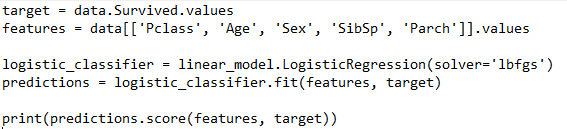 target = data.Survived.values
features = data[['Pclass', 'Age', 'Sex', 'SibSp', 'Parch']].values
logistic_classifier = linear_model.LogisticRegression(solver='lbfgs')
predictions = logistic_classifier.fit(features, target)
print(predictions.score(features, target))